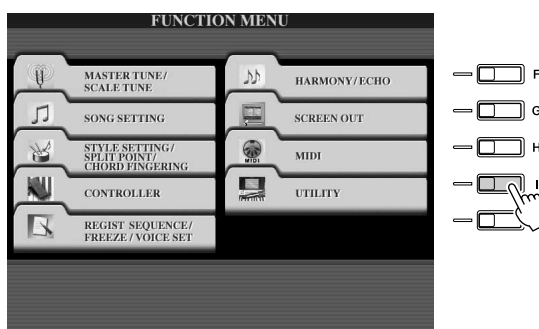 FUNCTION MENU
MASTER TUNE/
SCALE TUNE
SONG SETTING
STYLE SETTING/
SPLIT POINT/
CHORD FINGERING
CONTROLLER
REGIST SEQUENCE/
FREEZE / VOICE SET
HARMONY/ECHO
SCREEN OUT
MIDI
MIDI
UTILITY
F
G
H
I